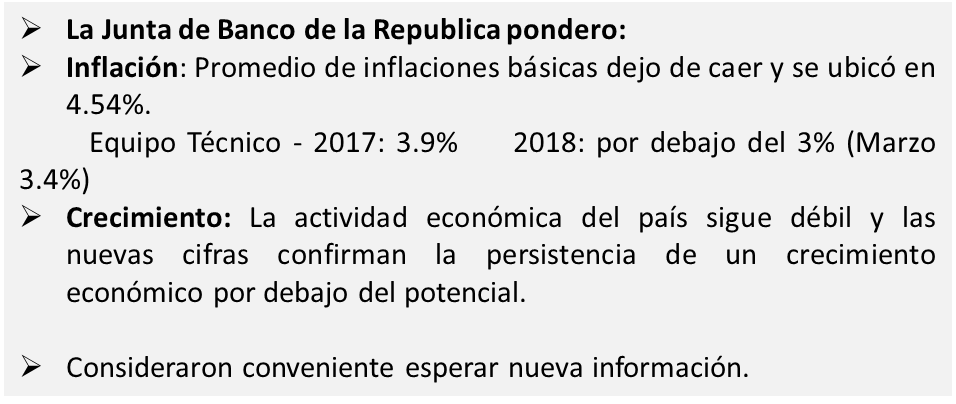 ➢ La Junta de Banco de la Republica pondero:
➢ Inflación: Promedio de inflaciones básicas dejo de caer y se ubicó en
4.54%.
Equipo Técnico - 2017: 3.9% 2018: por debajo del 3% (Marzo
3.4%)
➢ Crecimiento: La actividad económica del país sigue débil y las
nuevas cifras confirman la persistencia de un crecimiento
económico por debajo del potencial.
➢ Consideraron conveniente esperar nueva información.